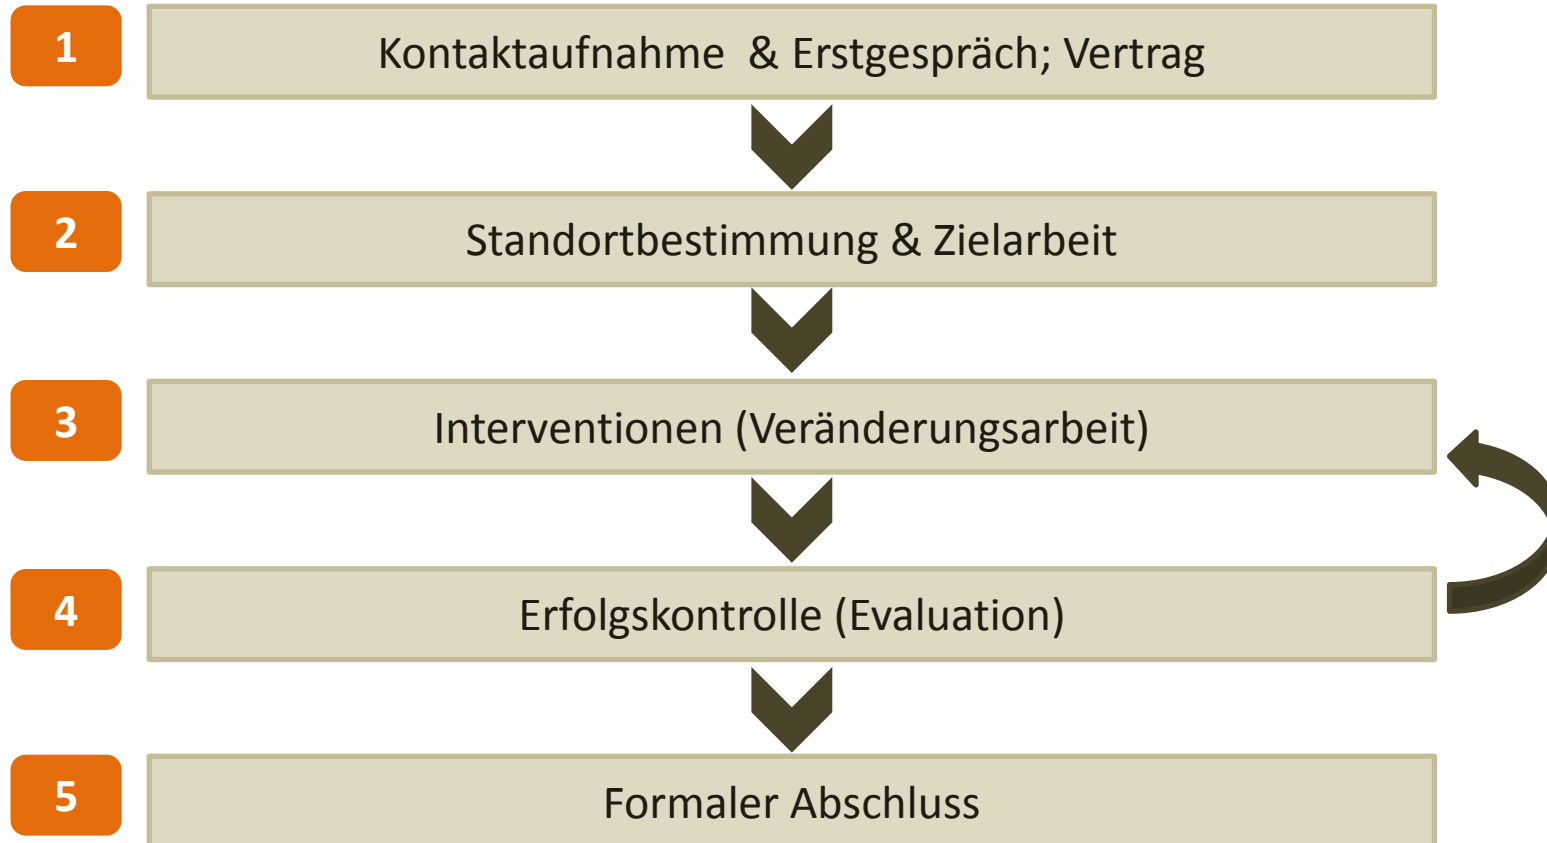 1
Kontaktaufnahme & Erstgespräch; Vertrag
2
Standortbestimmung & Zielarbeit
3
Interventionen (Veränderungsarbeit)
4
Erfolgskontrolle (Evaluation)
5
Formaler Abschluss